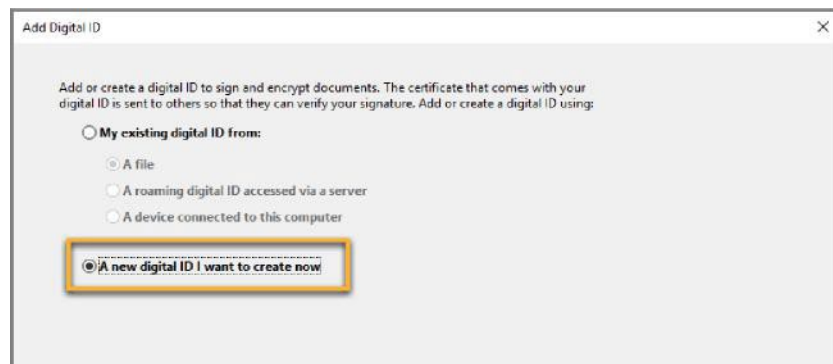 Add Digital ID
Add or create a digital ID to sign and encrypt documents. The certificate that comes with your
digital ID is sent to others so that they can verify your signature. Add or create a digital ID using:
My existing digital ID from:
A file
A roaming digital ID accessed via a server
A device connected to this computer
A new digital ID I want to create now